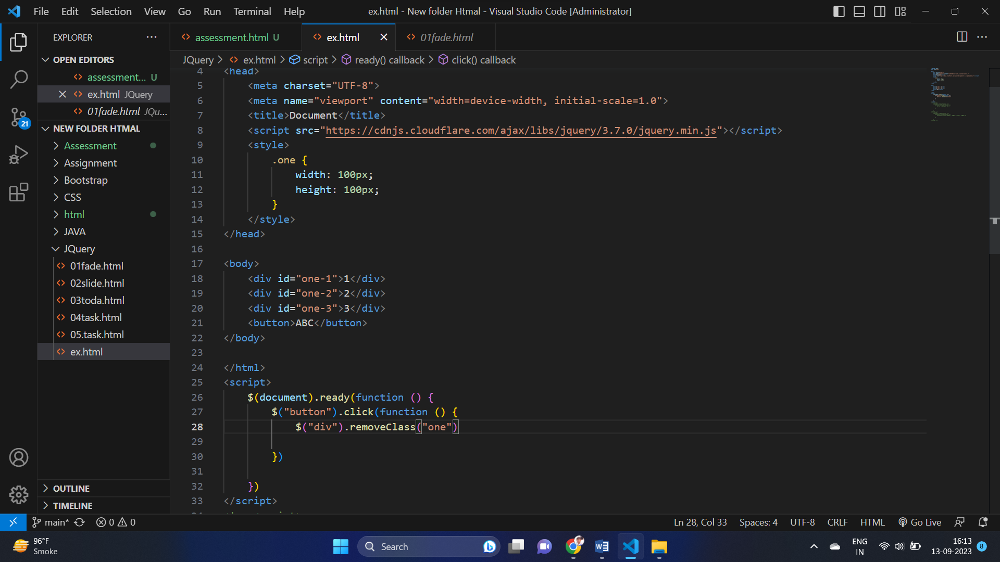 File Edit Selection View Go Run Terminal Help
ex.html - New folder Htmal - Visual Studio Code [Administrator]
EXPLORER
assessment.html U
ex.html
01fade.html
OPEN EDITORS
assessment... U
ex.html JQuery
01fade.html JQu...
NEW FOLDER HTMAL
Assessment
Assignment
Bootstrap
CSS
html
JAVA
JQuery
01fade.html
02slide.html
03toda.html
04task.html
05.task.html
ex.html
OUTLINE
TIMELINE
21
JQuery > ex.html > script > ready() callback > click() callback
4 <head>
5 <meta charset="UTF-8">
6 <meta name="viewport" content="width=device-width, initial-scale=1.0">
7 <title>Document</title>
8 <script src="https://cdnjs.cloudflare.com/ajax/libs/jquery/3.7.0/jquery.min.js"></script>
9 <style>
10 .one {
11 width: 100px;
12 height: 100px;
13 }
14 </style>
15 </head>
16
17 <body>
18 <div id="one-1">1</div>
19 <div id="one-2">2</div>
20 <div id="one-3">3</div>
21 <button>ABC</button>
22 </body>
23
24 </html>
25 <script>
26 $(document).ready(function () {
27 $("button").click(function () {
28 $("div").removeClass("one")
29
30 })
31
32 })
33 </script>
main* 0 0
Ln 28, Col 33 Spaces: 4 UTF-8 CRLF HTML Go Live
96°F
Smoke
Search
ENG
IN
16:13
13-09-2023
8